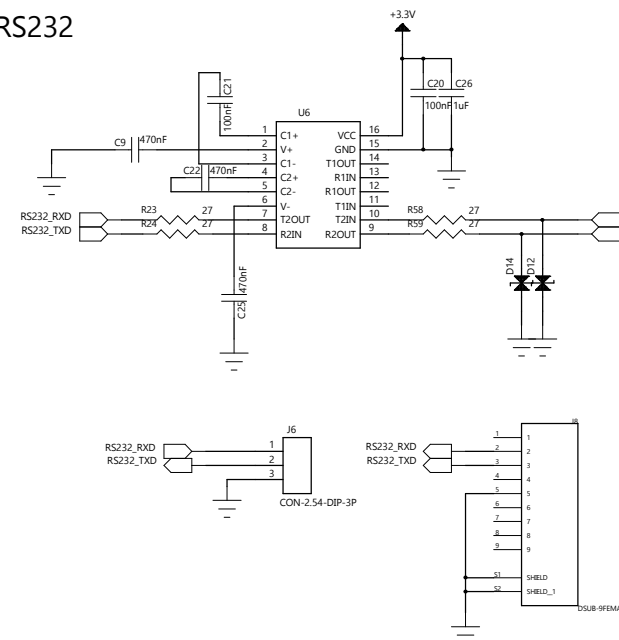 RS232
+3.3V
C21
100nF
C20
C26
100nF
1uF
U6
C9
470nF
1
C1+
VCC
16
2
V+
GND
15
3
C1-
T1OUT
14
C22
470nF
4
C2+
R1IN
13
5
C2-
R1OUT
12
6
V-
T1IN
11
RS232_RXD
R23
27
7
T2OUT
T2IN
10
R58
27
RS232_TXD
R24
27
8
R2IN
R2OUT
9
R59
27
D14
D12
470nF
C25
J6
RS232_RXD
1
RS232_TXD
2
3
CON-2.54-DIP-3P
J8
RS232_RXD
RS232_TXD
1
1
2
2
3
3
4
4
5
5
6
6
7
7
8
8
9
9
S1
SHIELD
S2
SHIELD_1
DSUB-9FEMA